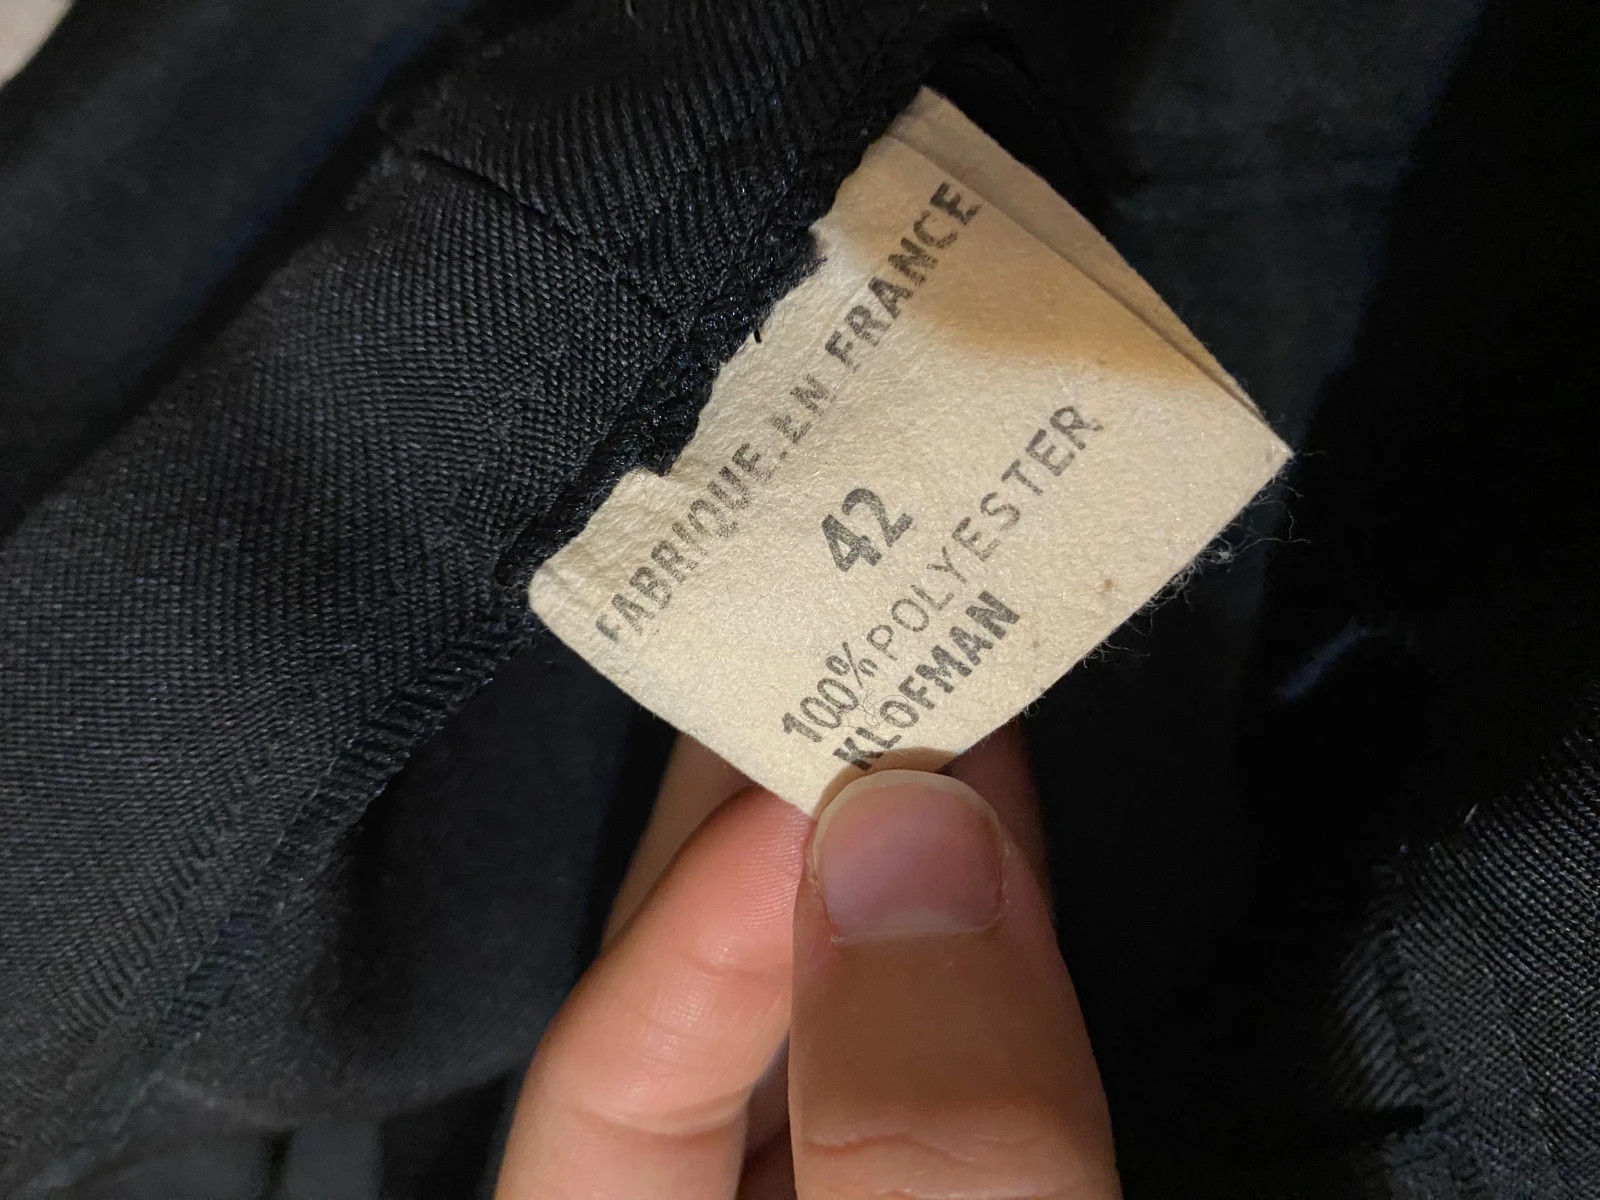 FABRIQUE.EN FRANCE
42
100% POLYESTER
KLOFMAN